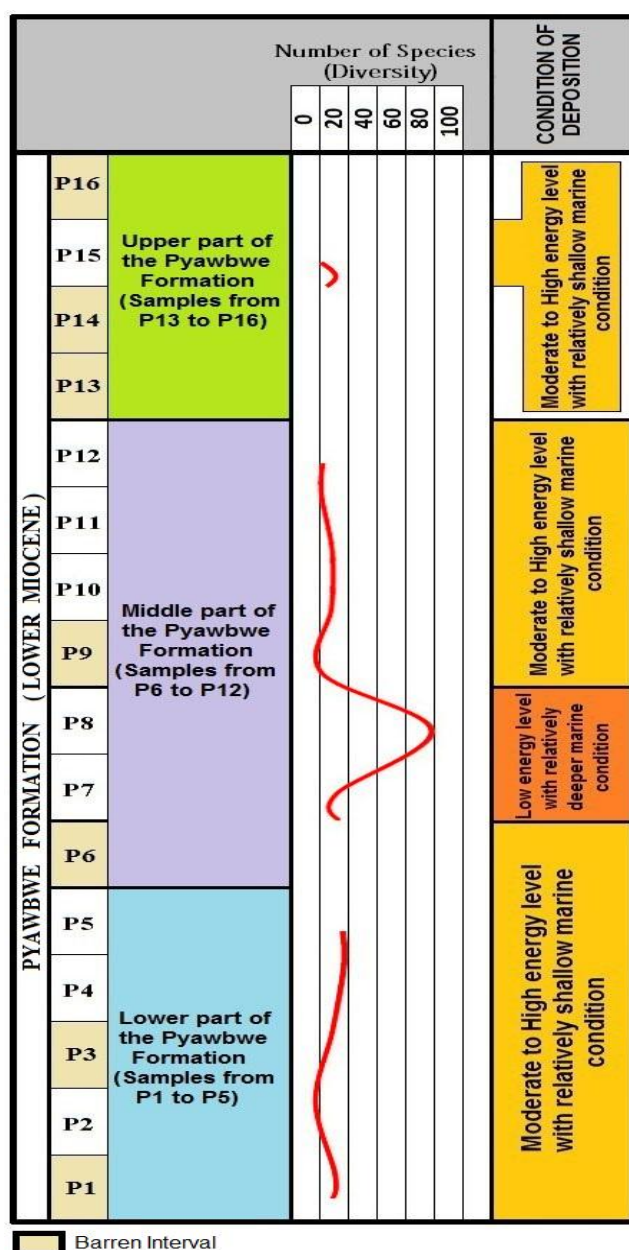 Number of Species
(Diversity)
0
20
40
60
80
100
CONDITION OF
DEPOSITION
PYAWBWE FORMATION (LOWER MIOCENE)
P16
P15
P14
P13
P12
P11
P10
P9
P8
P7
P6
P5
P4
P3
P2
P1
Upper part of
the Pyawbwe
Formation
(Samples from
P13 to P16)
Middle part of
the Pyawbwe
Formation
(Samples from
P6 to P12)
Lower part of
the Pyawbwe
Formation
(Samples from
P1 to P5)
Moderate to High energy level
with relatively shallow marine
condition
Moderate to High energy level
with relatively shallow marine
condition
Low energy level
with relatively
deeper marine
condition
Moderate to High energy level
with relatively shallow marine
condition
Barren Interval